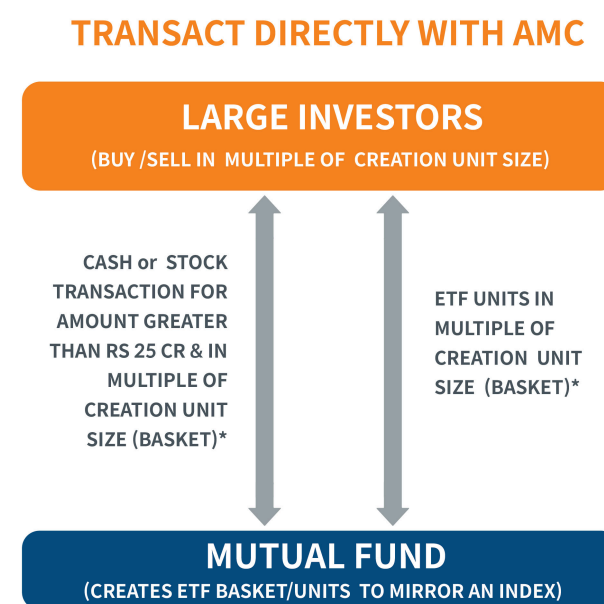 TRANSACT DIRECTLY WITH AMC
LARGE INVESTORS
(BUY /SELL IN MULTIPLE OF CREATION UNIT SIZE)
CASH or STOCK
TRANSACTION FOR
AMOUNT GREATER
THAN RS 25 CR & IN
MULTIPLE OF
CREATION UNIT
SIZE (BASKET)*
ETF UNITS IN
MULTIPLE OF
CREATION UNIT
SIZE (BASKET)*
MUTUAL FUND
(CREATES ETF BASKET/UNITS TO MIRROR AN INDEX)